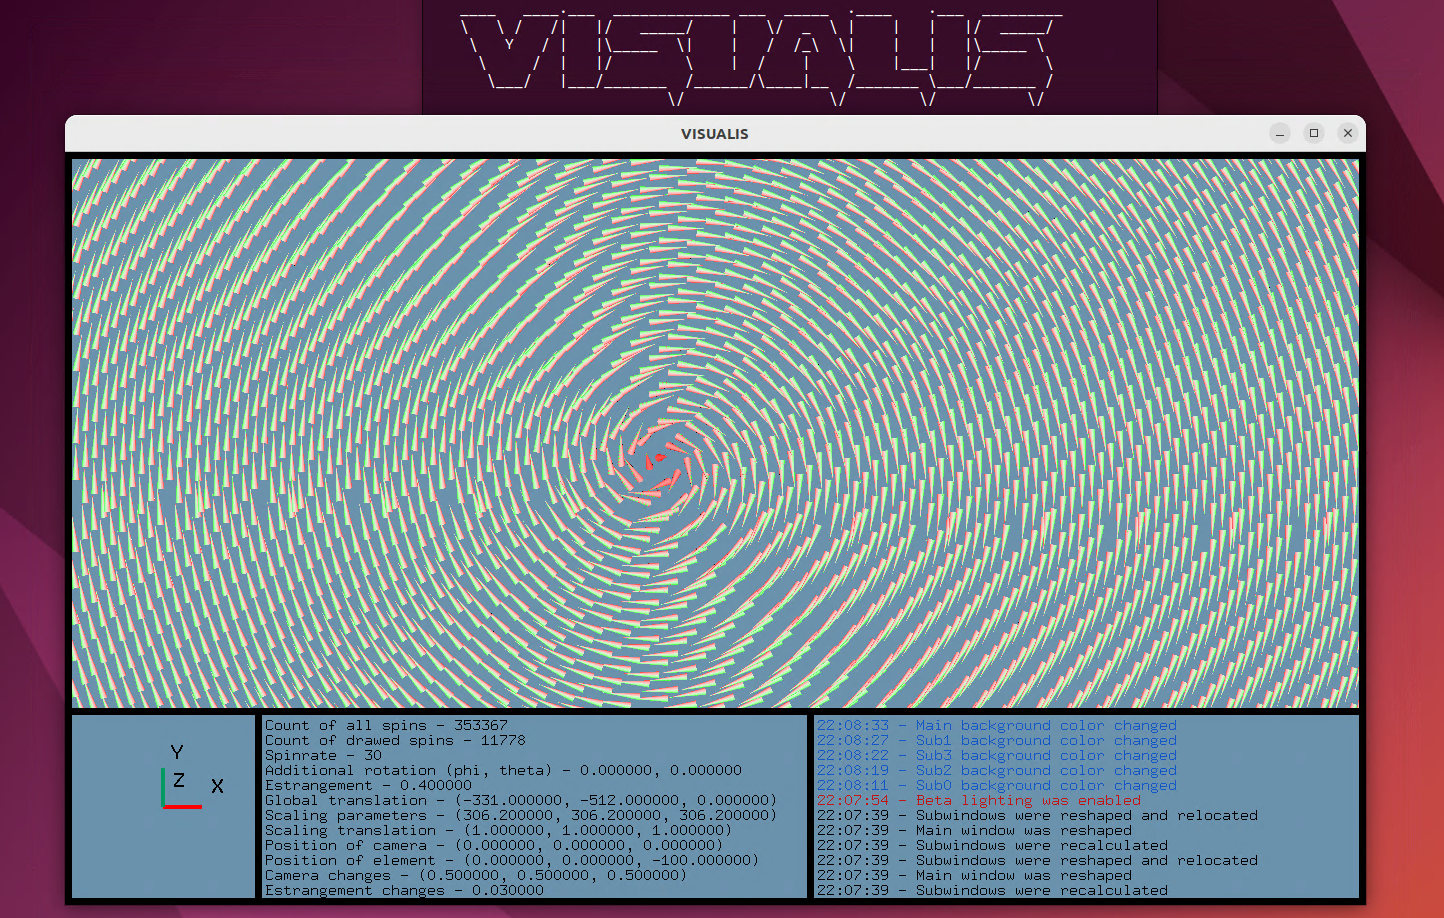 VISUALIS
VISUALIS
Y
Z
X
Count of all spins - 353367
Count of drawed spins - 11778
Spinrate - 30
Additional rotation (phi, theta) - 0.000000, 0.000000
Estrangement - 0.400000
Global translation - (-331.000000, -512.000000, 0.000000)
Scaling parameters - (306.200000, 306.200000, 306.200000)
Scaling translation - (1.000000, 1.000000, 1.000000)
Position of camera - (0.000000, 0.000000, 0.000000)
Position of element - (0.000000, 0.000000, -100.000000)
Camera changes - (0.500000, 0.500000, 0.500000)
Estrangement changes - 0.030000
22:08:33 - Main background color changed
22:08:27 - Sub1 background color changed
22:08:22 - Sub3 background color changed
22:08:19 - Sub2 background color changed
22:08:11 - Sub0 background color changed
22:07:54 - Beta lighting was enabled
22:07:39 - Subwindows were reshaped and relocated
22:07:39 - Main window was reshaped
22:07:39 - Subwindows were recalculated
22:07:39 - Subwindows were reshaped and relocated
22:07:39 - Main window was reshaped
22:07:39 - Subwindows were recalculated